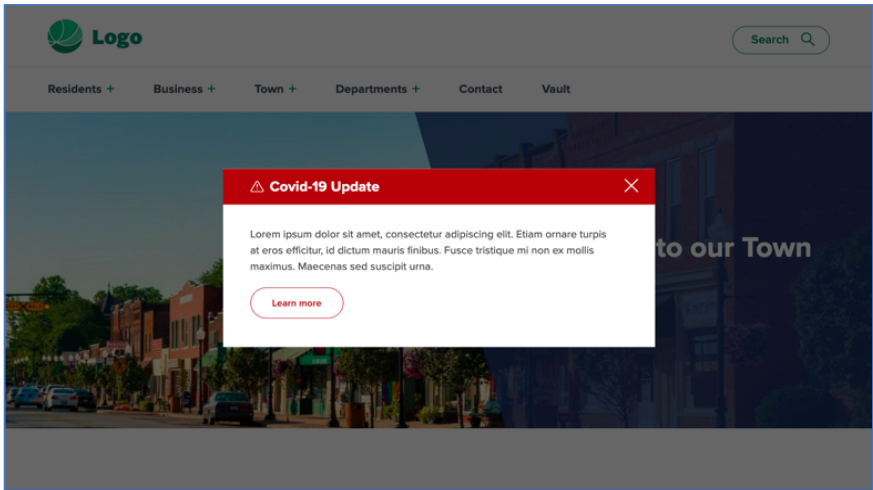 Logo
Search
Residents +
Business +
Town +
Departments +
Contact
Vault
Covid-19 Update
to our Town
Lorem ipsum dolor sit amet, consectetur adipiscing elit. Etiam ornare turpis
at eros efficitur, id dictum mauris finibus. Fusce tristique mi non ex mollis
maximus. Maecenas sed suscipit urna.
Learn more